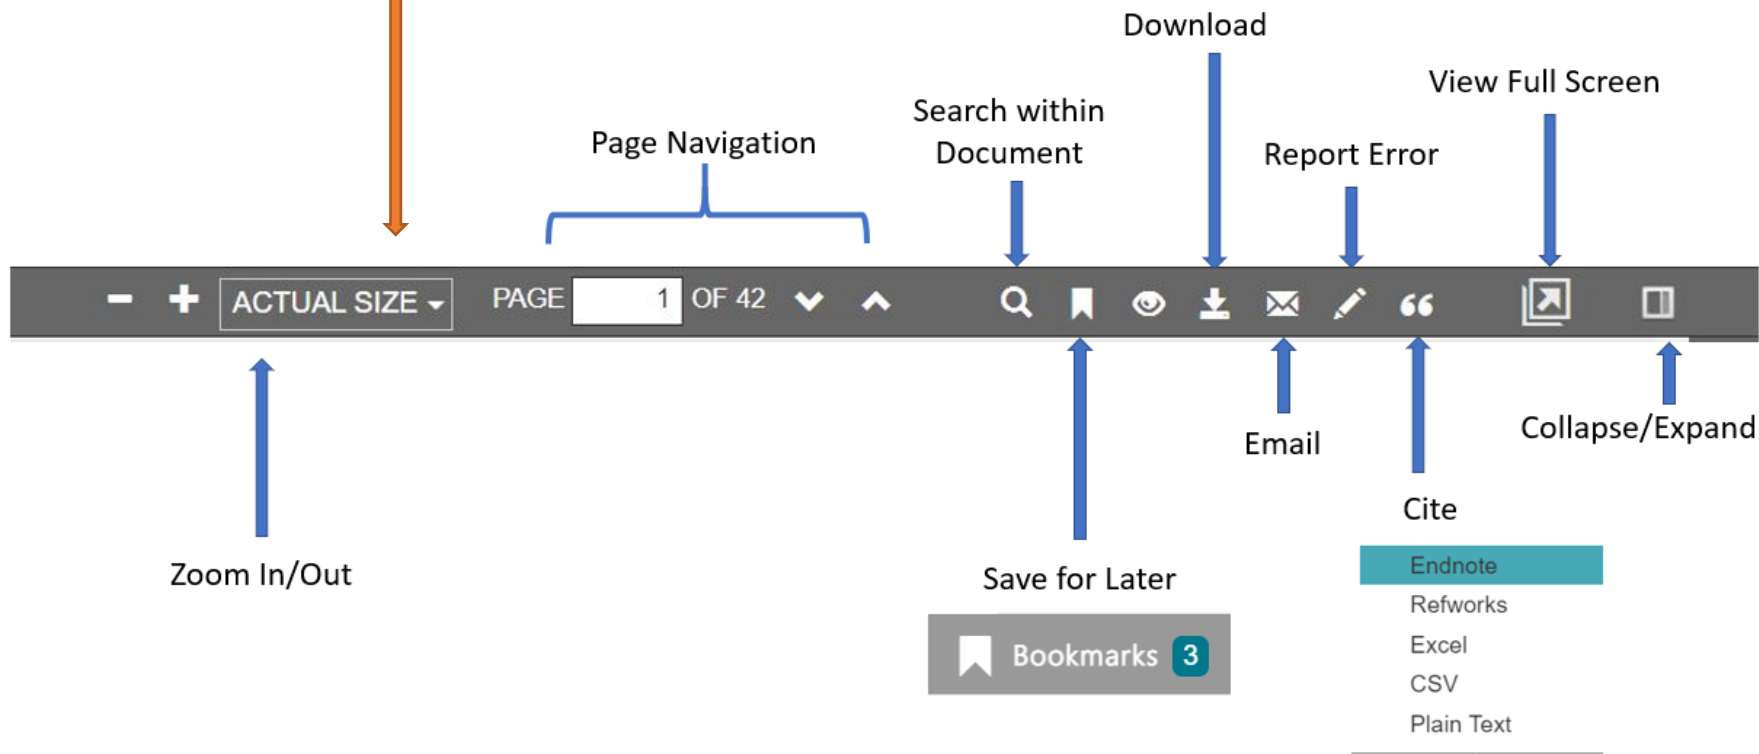 Download
View Full Screen
Search within
Document
Page Navigation
Report Error
ACTUAL SIZE
PAGE 1 OF 42
Email
Collapse/Expand
Cite
Zoom In/Out
Save for Later
Bookmarks 3
Endnote
Refworks
Excel
CSV
Plain Text